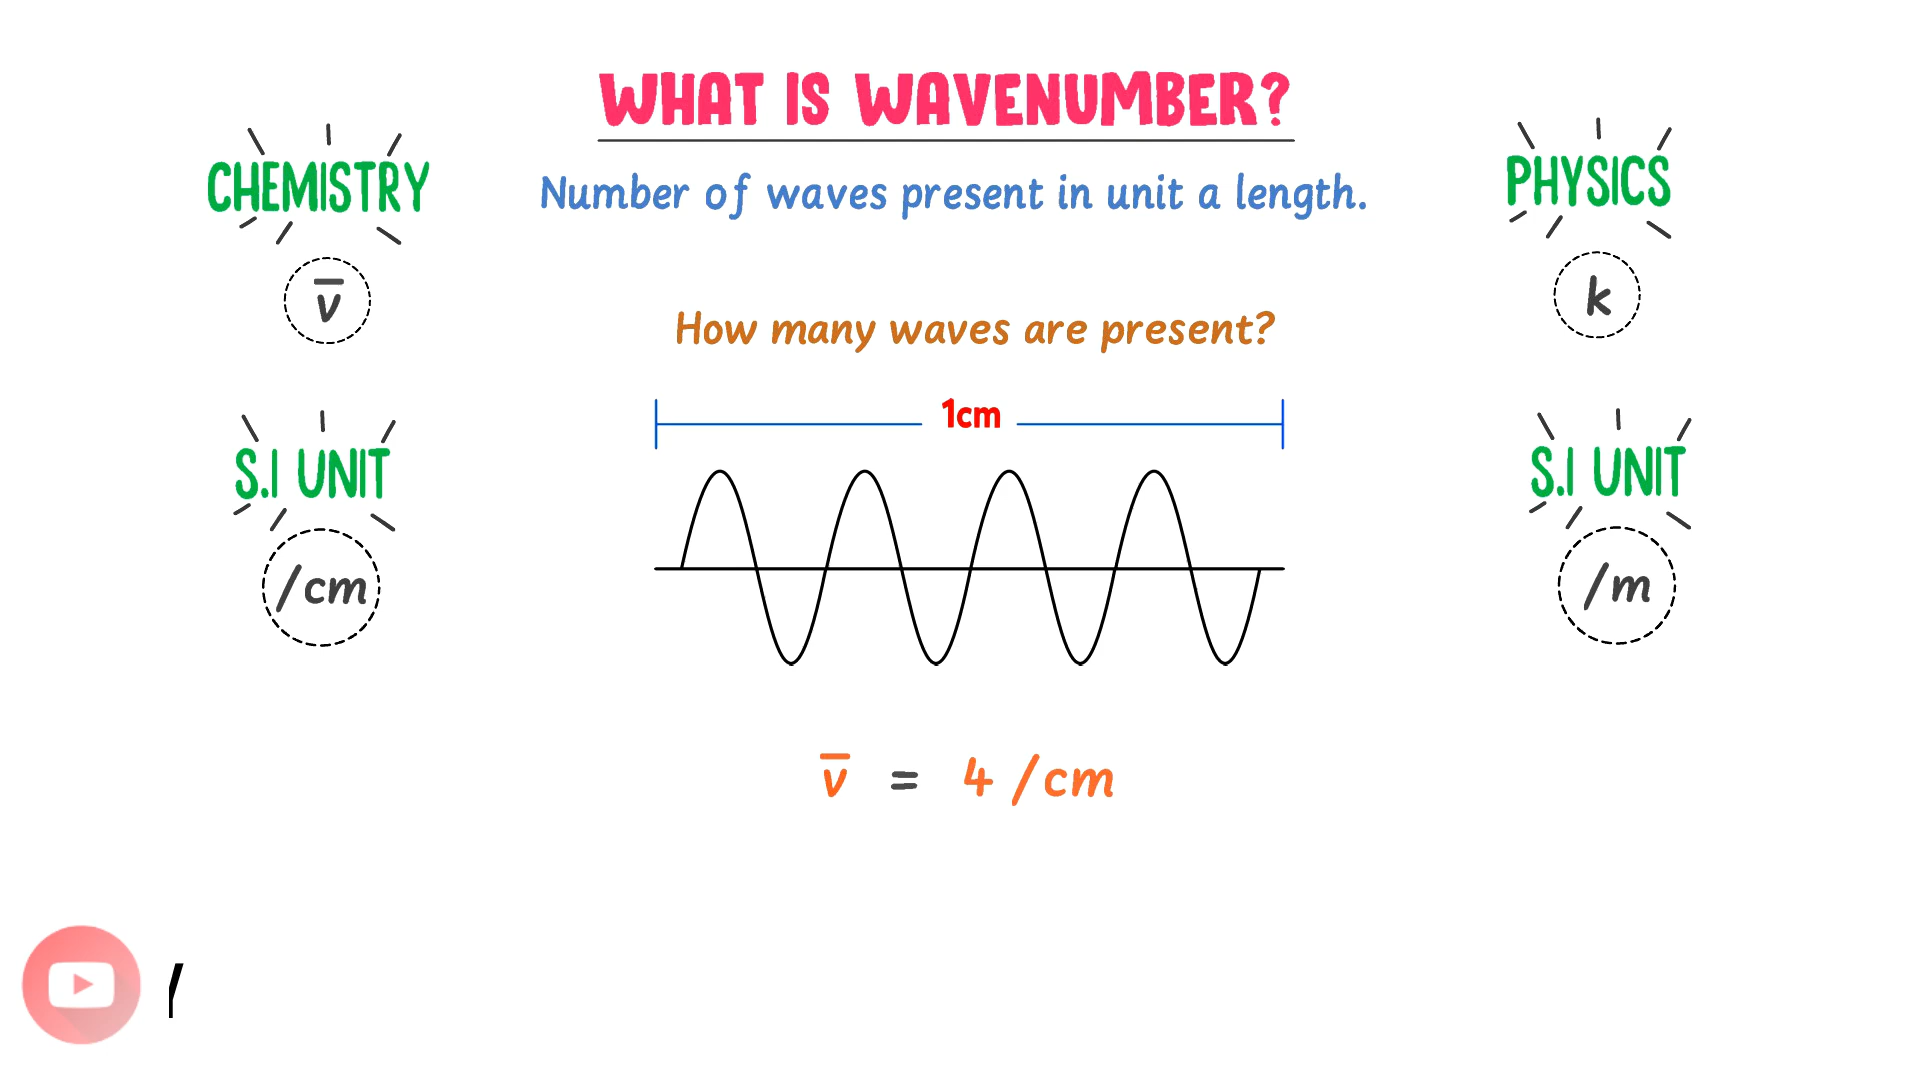 WHAT IS WAVENUMBER?
Number of waves present in unit a length.
CHEMISTRY
v̅
S.I UNIT
/cm
How many waves are present?
1cm
v̅ = 4 /cm
PHYSICS
k
S.I UNIT
/m